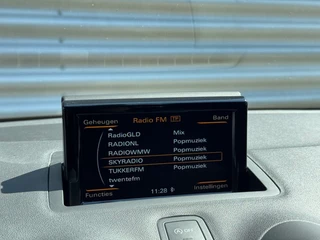 Geheugen Radio FM TP Band
RadioGLD Mix
RADIONL Popmuziek
RADIOWMW Popmuziek
SKYRADIO Popmuziek
TUKKERFM Popmuziek
twentefm
Functies 11:28 Instellingen